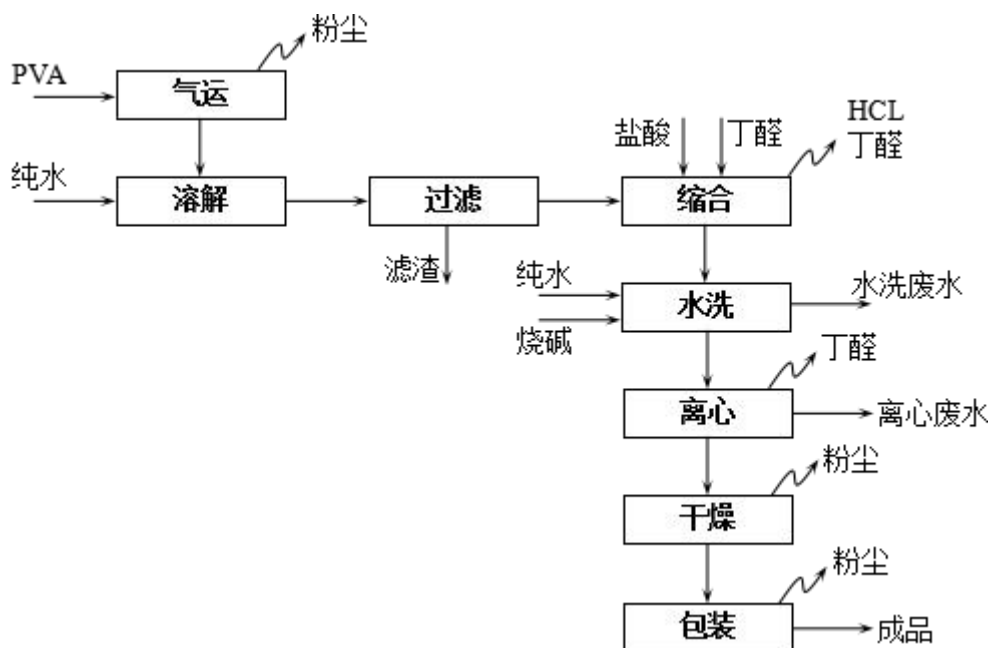 粉尘
PVA
气运
盐酸
丁醛
HCL
丁醛
纯水
溶解
过滤
缩合
滤渣
纯水
水洗
水洗废水
烧碱
丁醛
离心
离心废水
粉尘
干燥
粉尘
包装
成品